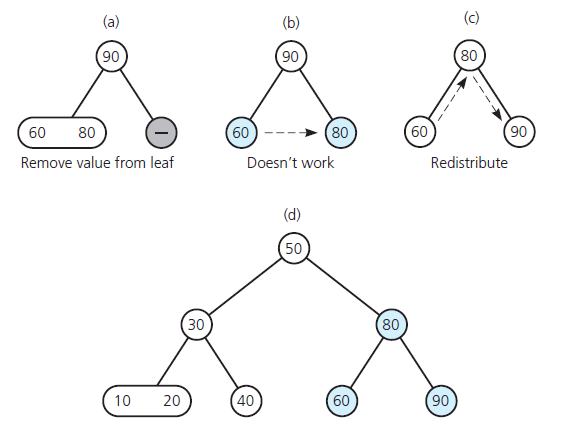 (a) (b) (c)
90 90 80
60 80 – 60 80 60 90
Remove value from leaf Doesn't work Redistribute
(d)
50
30 80
10 20 40 60 90